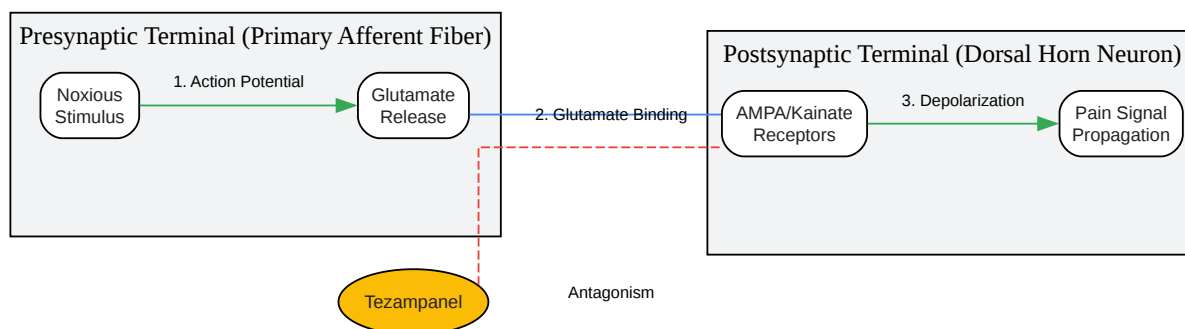 Presynaptic Terminal (Primary Afferent Fiber)
Noxious
Stimulus
1. Action Potential
Glutamate
Release
2. Glutamate Binding
Postsynaptic Terminal (Dorsal Horn Neuron)
AMPA/Kainate
Receptors
3. Depolarization
Pain Signal
Propagation
Tezampanel
Antagonism